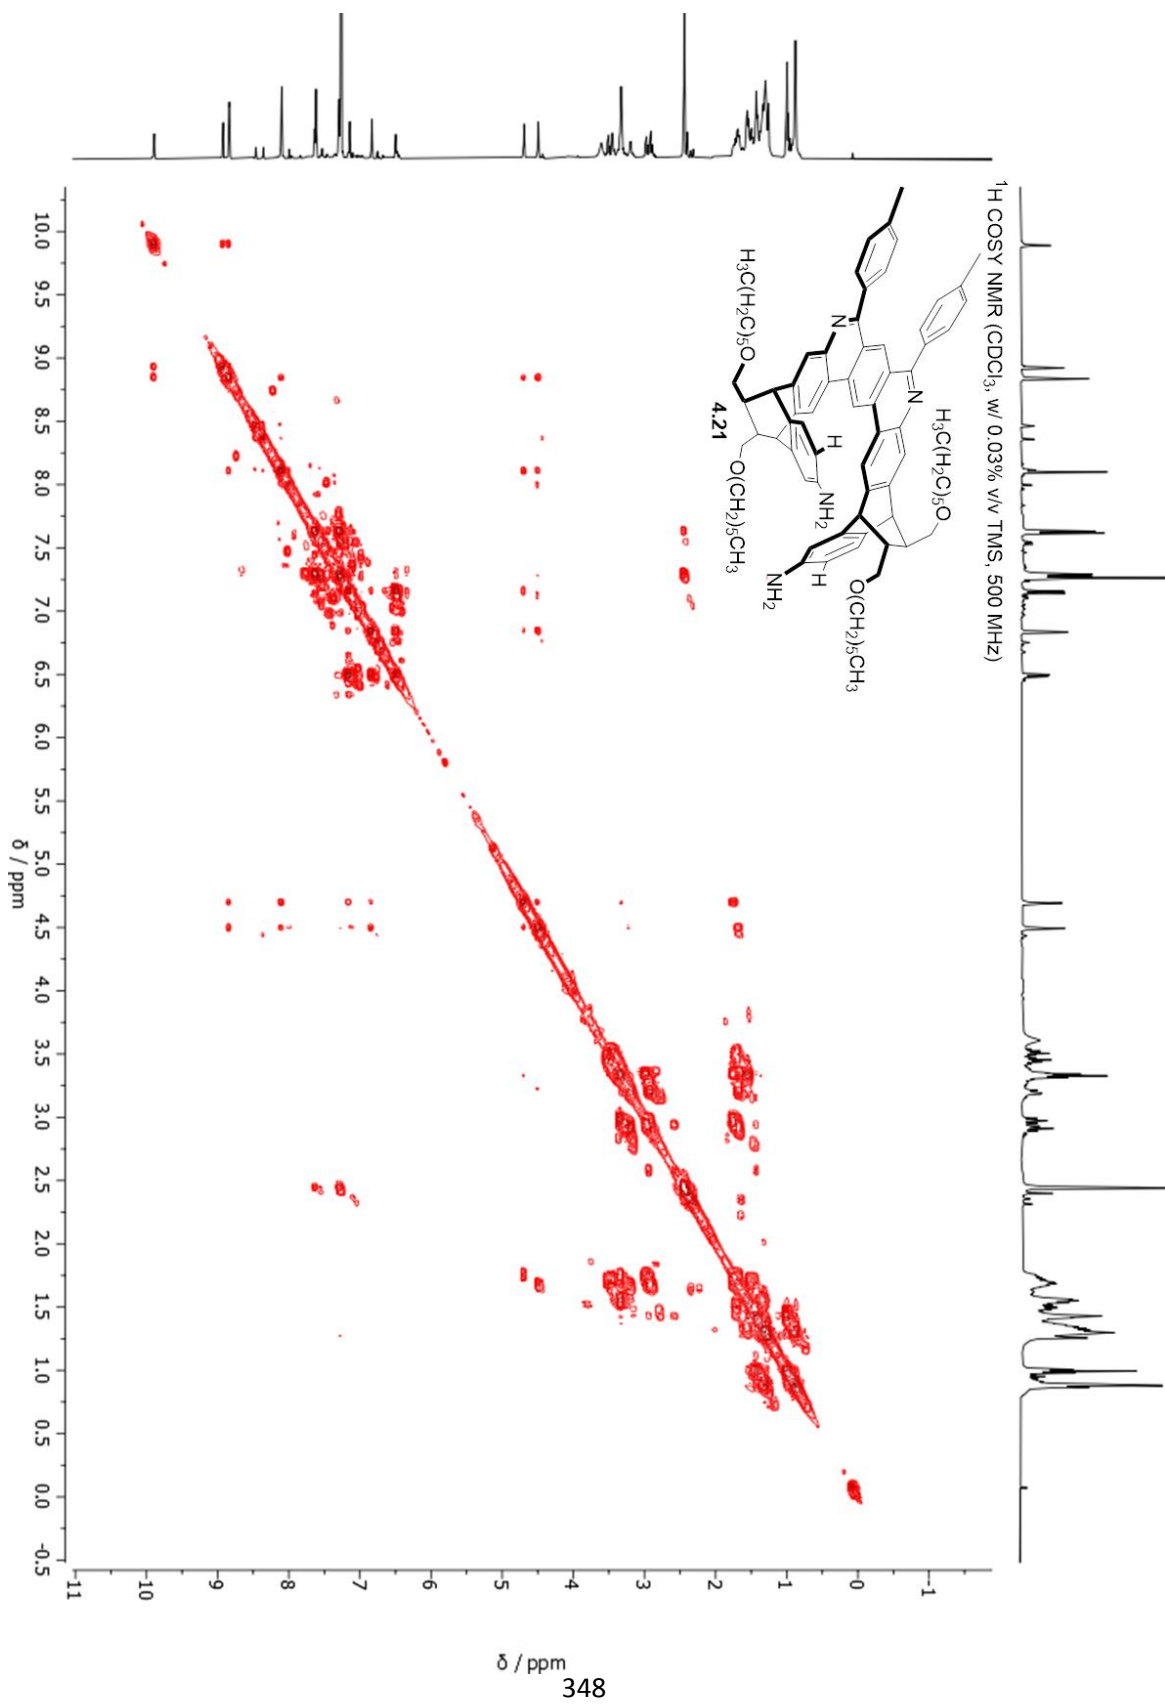 ¹H COSY NMR (CDCl₃, w/ 0.03% v/v TMS, 500 MHz)
N
N
H₃C(H₂C)₅O
H₃C(H₂C)₅O
H
NH₂
O(CH₂)₅CH₃
4.21
NH₂
H
O(CH₂)₅CH₃
10.0 9.5 9.0 8.5 8.0 7.5 7.0 6.5 6.0 5.5 5.0 4.5 4.0 3.5 3.0 2.5 2.0 1.5 1.0 0.5 0.0 -0.5
δ / ppm
11 10 9 8 7 6 5 4 3 2 1 0 -1
δ / ppm
348